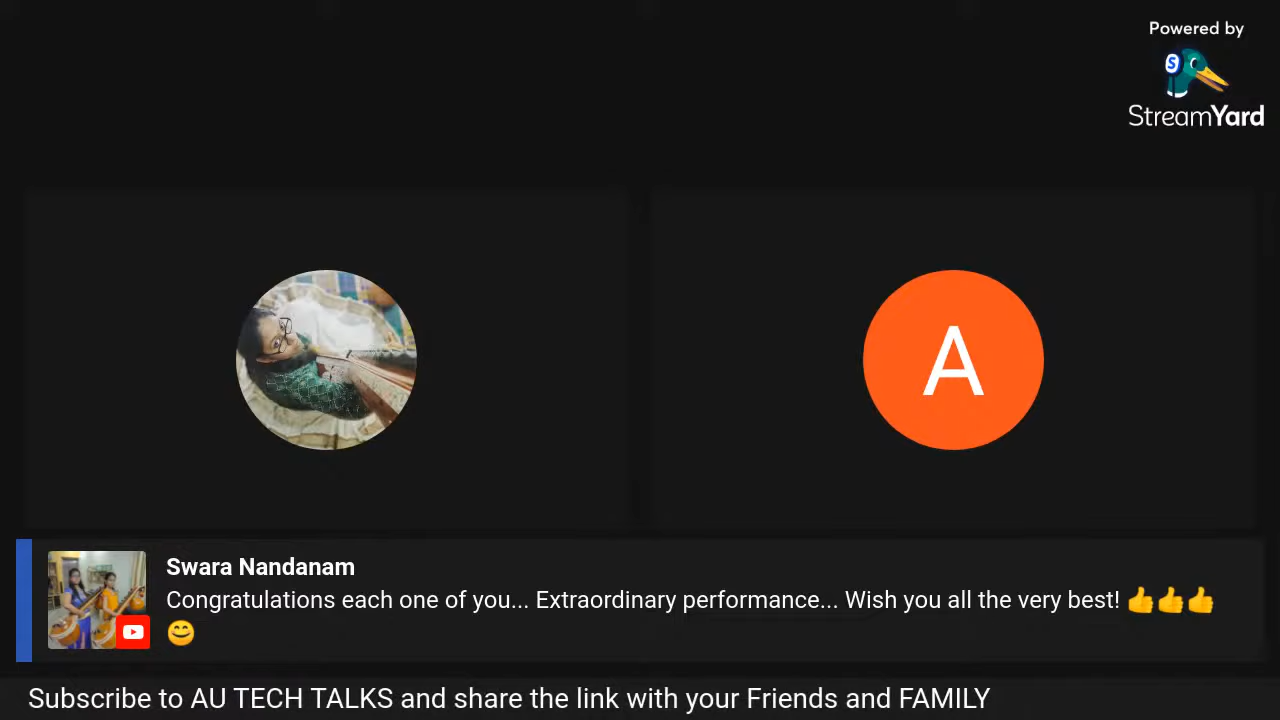 Powered by
S
StreamYard
A
Swara Nandanam
Congratulations each one of you... Extraordinary performance... Wish you all the very best! 👍👍👍
😊
Subscribe to AU TECH TALKS and share the link with your Friends and FAMILY